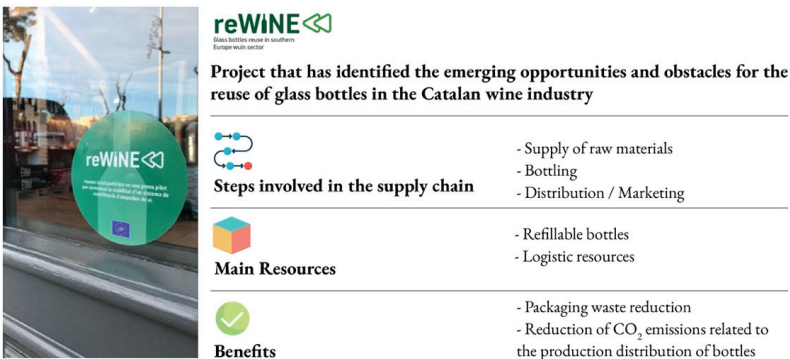 reWINE
Glass bottles reuse in southern
Europe wuin sector
Project that has identified the emerging opportunities and obstacles for the
reuse of glass bottles in the Catalan wine industry
Steps involved in the supply chain
- Supply of raw materials
- Bottling
- Distribution / Marketing
Main Resources
- Refillable bottles
- Logistic resources
Benefits
- Packaging waste reduction
- Reduction of CO2 emissions related to
the production distribution of bottles
reWINE